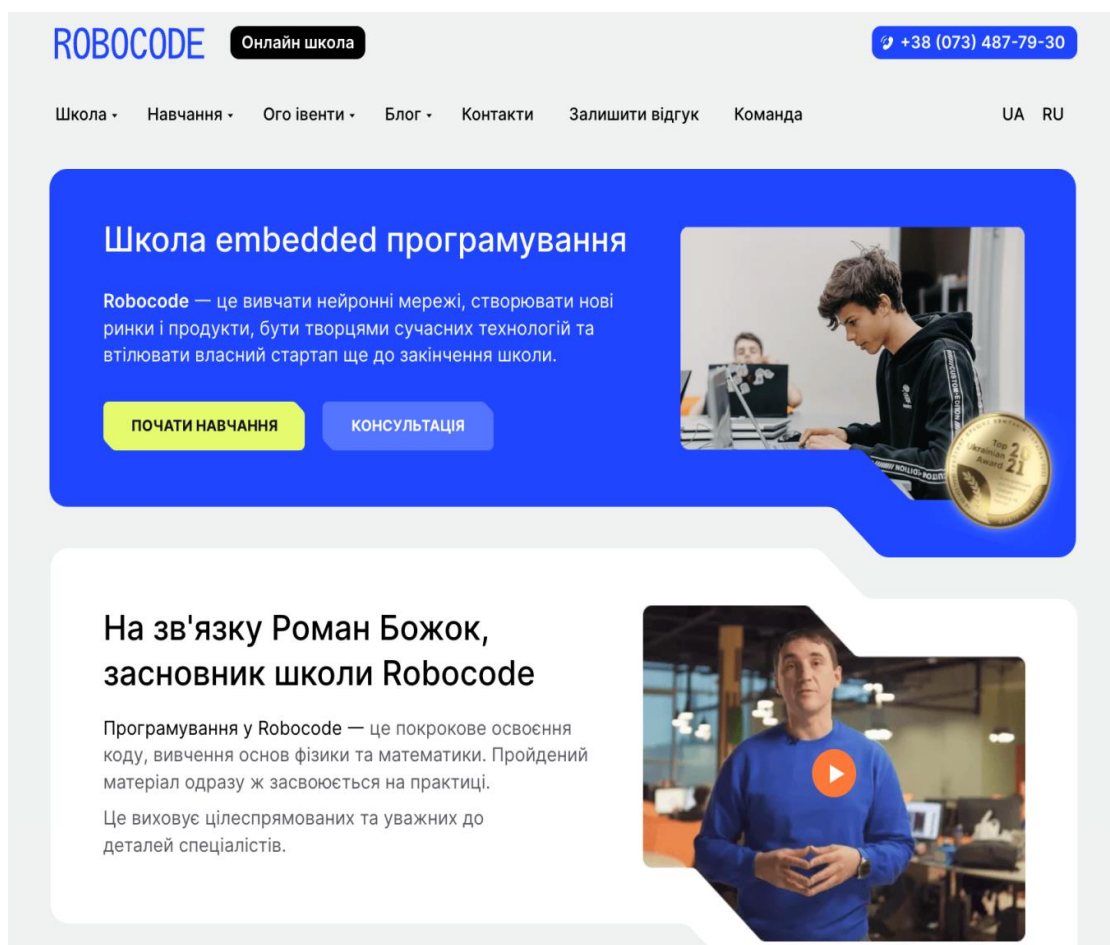 ROBOCODE
Онлайн школа
+38 (073) 487-79-30
Школа
Навчання
Ого івенти
Блог
Контакти
Залишити відгук
Команда
UA RU
Школа embedded програмування
Robocode — це вивчати нейронні мережі, створювати нові
ринки і продукти, бути творцями сучасних технологій та
втілювати власний стартап ще до закінчення школи.
ПОЧАТИ НАВЧАННЯ
КОНСУЛЬТАЦІЯ
Top 20
Ukrainian
Award 21
На зв'язку Роман Божок,
засновник школи Robocode
Програмування у Robocode — це покрокове освоєння
коду, вивчення основ фізики та математики. Пройдений
матеріал одразу ж засвоюється на практиці.
Це виховує цілеспрямованих та уважних до
деталей спеціалістів.